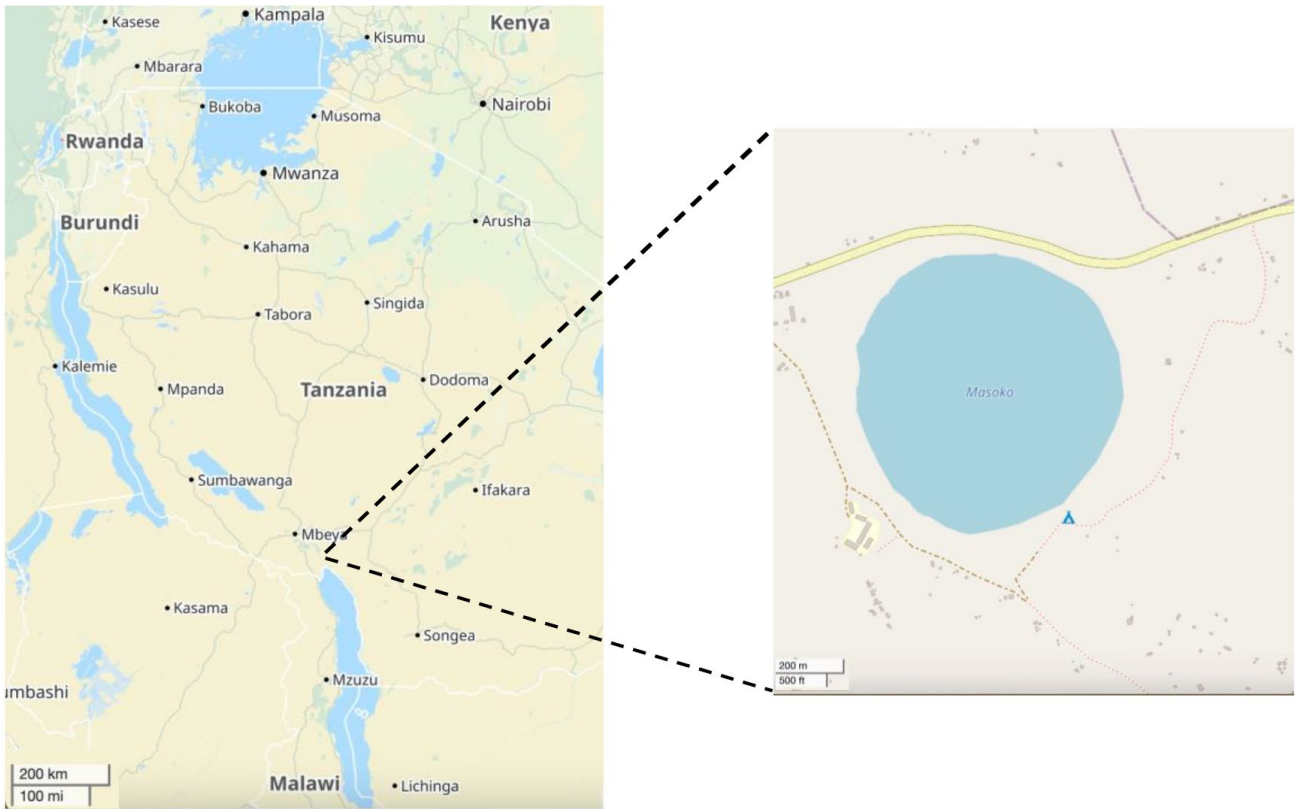 Kasese
Kampala
Kenya
Kisumu
Mbarara
Bukoba
Nairobi
Musoma
Rwanda
Mwanza
Burundi
Arusha
Kahama
Kasulu
Singida
Tabora
Kalemie
Mpanda
Tanzania
Dodoma
Sumbawanga
Ifakara
Mbeya
Kasama
Songea
Mzuzu
umbashi
200 km
100 mi
Malawi
Lichinga
Masoko
200 m
500 ft